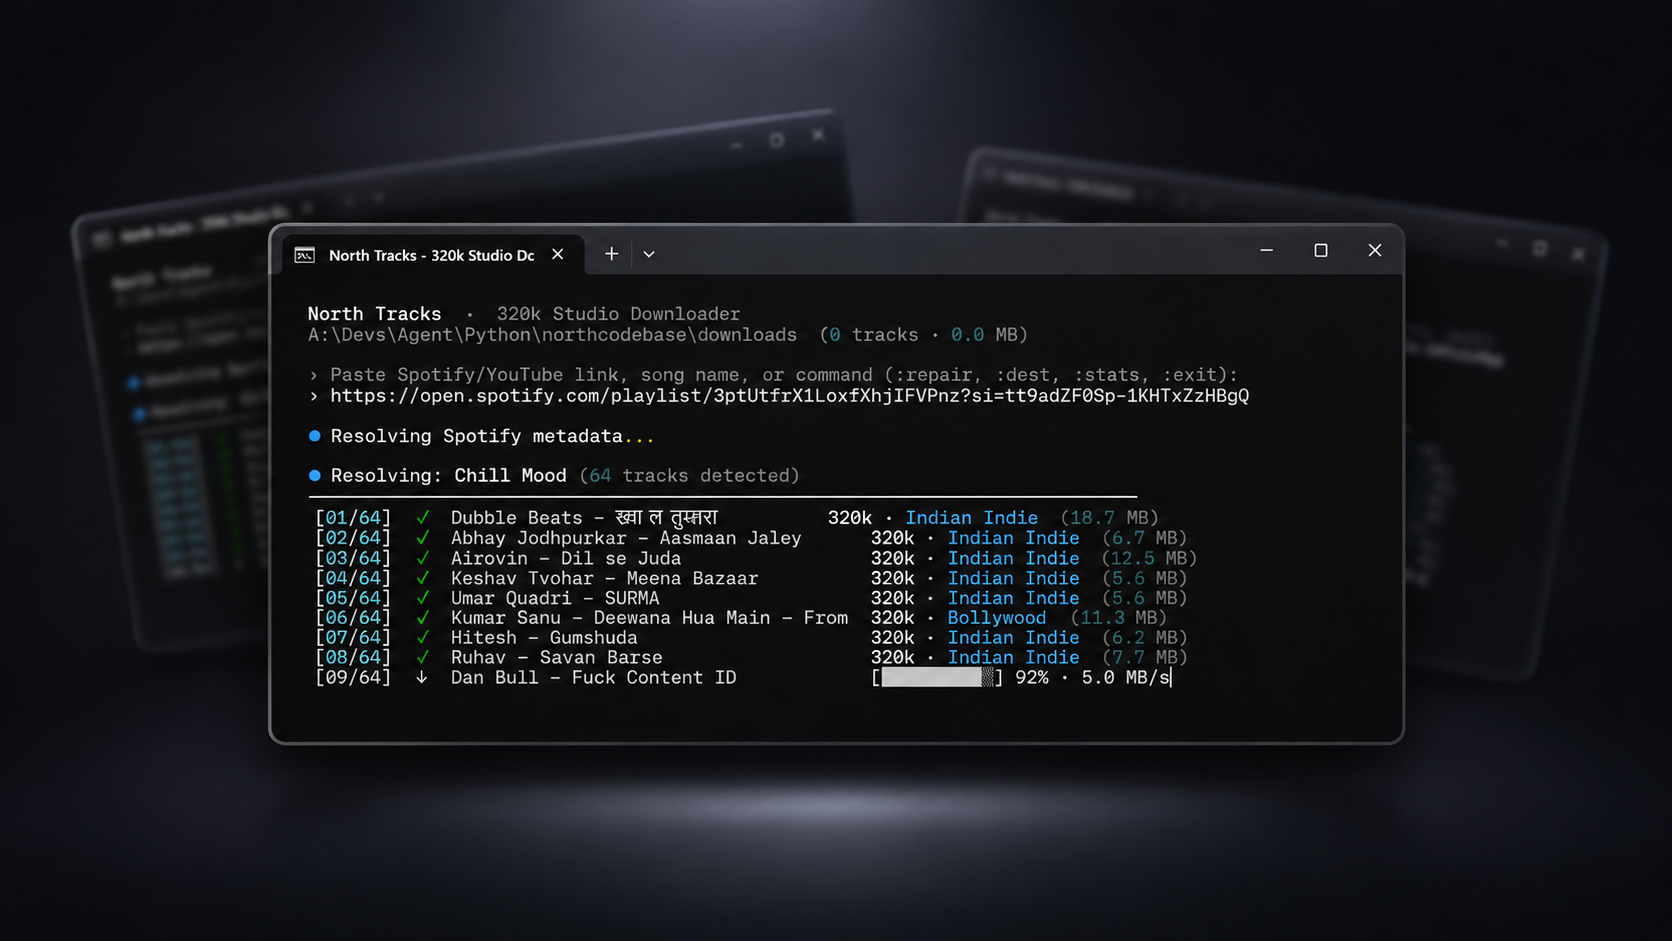 North Tracks - 320k Studio Dc
North Tracks · 320k Studio Downloader
A:\Devs\Agent\Python\northcodebase\downloads (0 tracks · 0.0 MB)
› Paste Spotify/YouTube link, song name, or command (:repair, :dest, :stats, :exit):
› https://open.spotify.com/playlist/3ptUtfrX1LoxfXhjIFVPnz?si=tt9adZF0Sp-1KHTxZzHBgQ
● Resolving Spotify metadata...
● Resolving: Chill Mood (64 tracks detected)
[01/64] ✓ Dubble Beats – 320k · Indian Indie (18.7 MB)
[02/64] ✓ Abhay Jodhpurkar – Aasmaan Jaley 320k · Indian Indie (6.7 MB)
[03/64] ✓ Airovin – Dil se Juda 320k · Indian Indie (12.5 MB)
[04/64] ✓ Keshav Tvohar – Meena Bazaar 320k · Indian Indie (5.6 MB)
[05/64] ✓ Umar Quadri – SURMA 320k · Indian Indie (5.6 MB)
[06/64] ✓ Kumar Sanu – Deewana Hua Main – From 320k · Bollywood (11.3 MB)
[07/64] ✓ Hitesh – Gumshuda 320k · Indian Indie (6.2 MB)
[08/64] ✓ Ruhav – Savan Barse 320k · Indian Indie (7.7 MB)
[09/64] ↓ Dan Bull – Fuck Content ID [] 92% · 5.0 MB/s